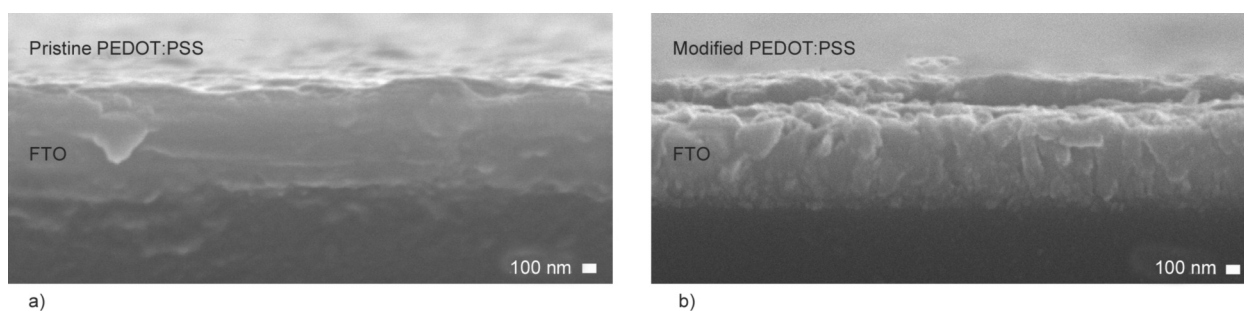 Pristine PEDOT:PSS
FTO
100 nm
a)
Modified PEDOT:PSS
FTO
100 nm
b)